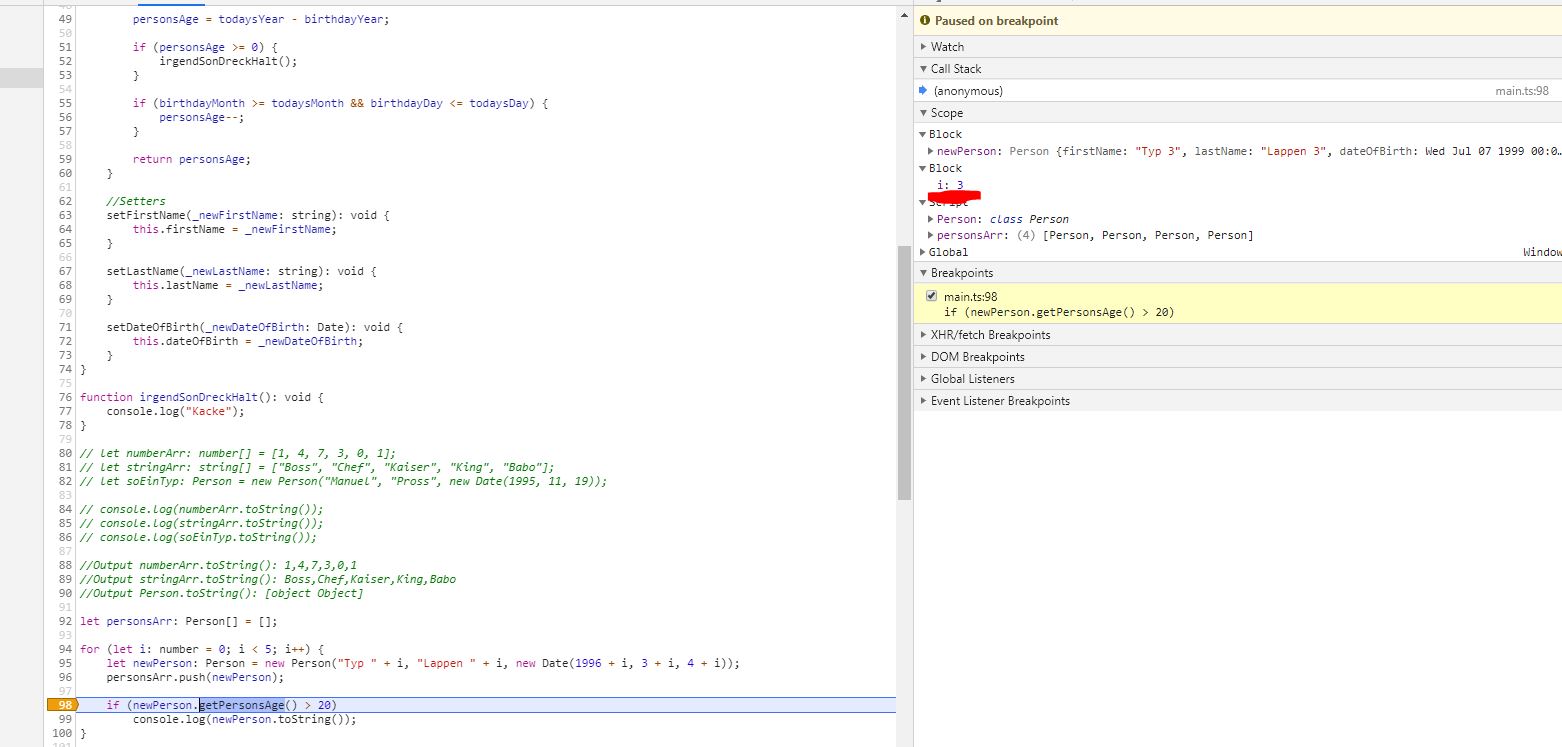 49 personsAge = todaysYear - birthdayYear;
50
51 if (personsAge >= 0) {
52 irgendSonDreckHalt();
53 }
54
55 if (birthdayMonth >= todaysMonth && birthdayDay <= todaysDay) {
56 personsAge--;
57 }
58
59 return personsAge;
60 }
61
62 //Setters
63 setFirstName(_newFirstName: string): void {
64 this.firstName = _newFirstName;
65 }
66
67 setLastName(_newLastName: string): void {
68 this.lastName = _newLastName;
69 }
70
71 setDateOfBirth(_newDateOfBirth: Date): void {
72 this.dateOfBirth = _newDateOfBirth;
73 }
74 }
75
76 function irgendSonDreckHalt(): void {
77 console.log("Kacke");
78 }
79
80 // let numberArr: number[] = [1, 4, 7, 3, 0, 1];
81 // let stringArr: string[] = ["Boss", "Chef", "Kaiser", "King", "Babo"];
82 // let soEinTyp: Person = new Person("Manuel", "Pross", new Date(1995, 11, 19));
83
84 // console.log(numberArr.toString());
85 // console.log(stringArr.toString());
86 // console.log(soEinTyp.toString());
87
88 //Output numberArr.toString(): 1,4,7,3,0,1
89 //Output stringArr.toString(): Boss,Chef,Kaiser,King,Babo
90 //Output Person.toString(): [object Object]
91
92 let personsArr: Person[] = [];
93
94 for (let i: number = 0; i < 5; i++) {
95 let newPerson: Person = new Person("Typ " + i, "Lappen " + i, new Date(1996 + i, 3 + i, 4 + i));
96 personsArr.push(newPerson);
97
98 if (newPerson.getPersonsAge() > 20)
99 console.log(newPerson.toString());
100 }
Paused on breakpoint
Watch
Call Stack
(anonymous) main.ts:98
Scope
Block
newPerson: Person {firstName: "Typ 3", lastName: "Lappen 3", dateOfBirth: Wed Jul 07 1999 00:0…
Block
i: 3
Script
Person: class Person
personsArr: (4) [Person, Person, Person, Person]
Global Window
Breakpoints
main.ts:98
if (newPerson.getPersonsAge() > 20)
XHR/fetch Breakpoints
DOM Breakpoints
Global Listeners
Event Listener Breakpoints